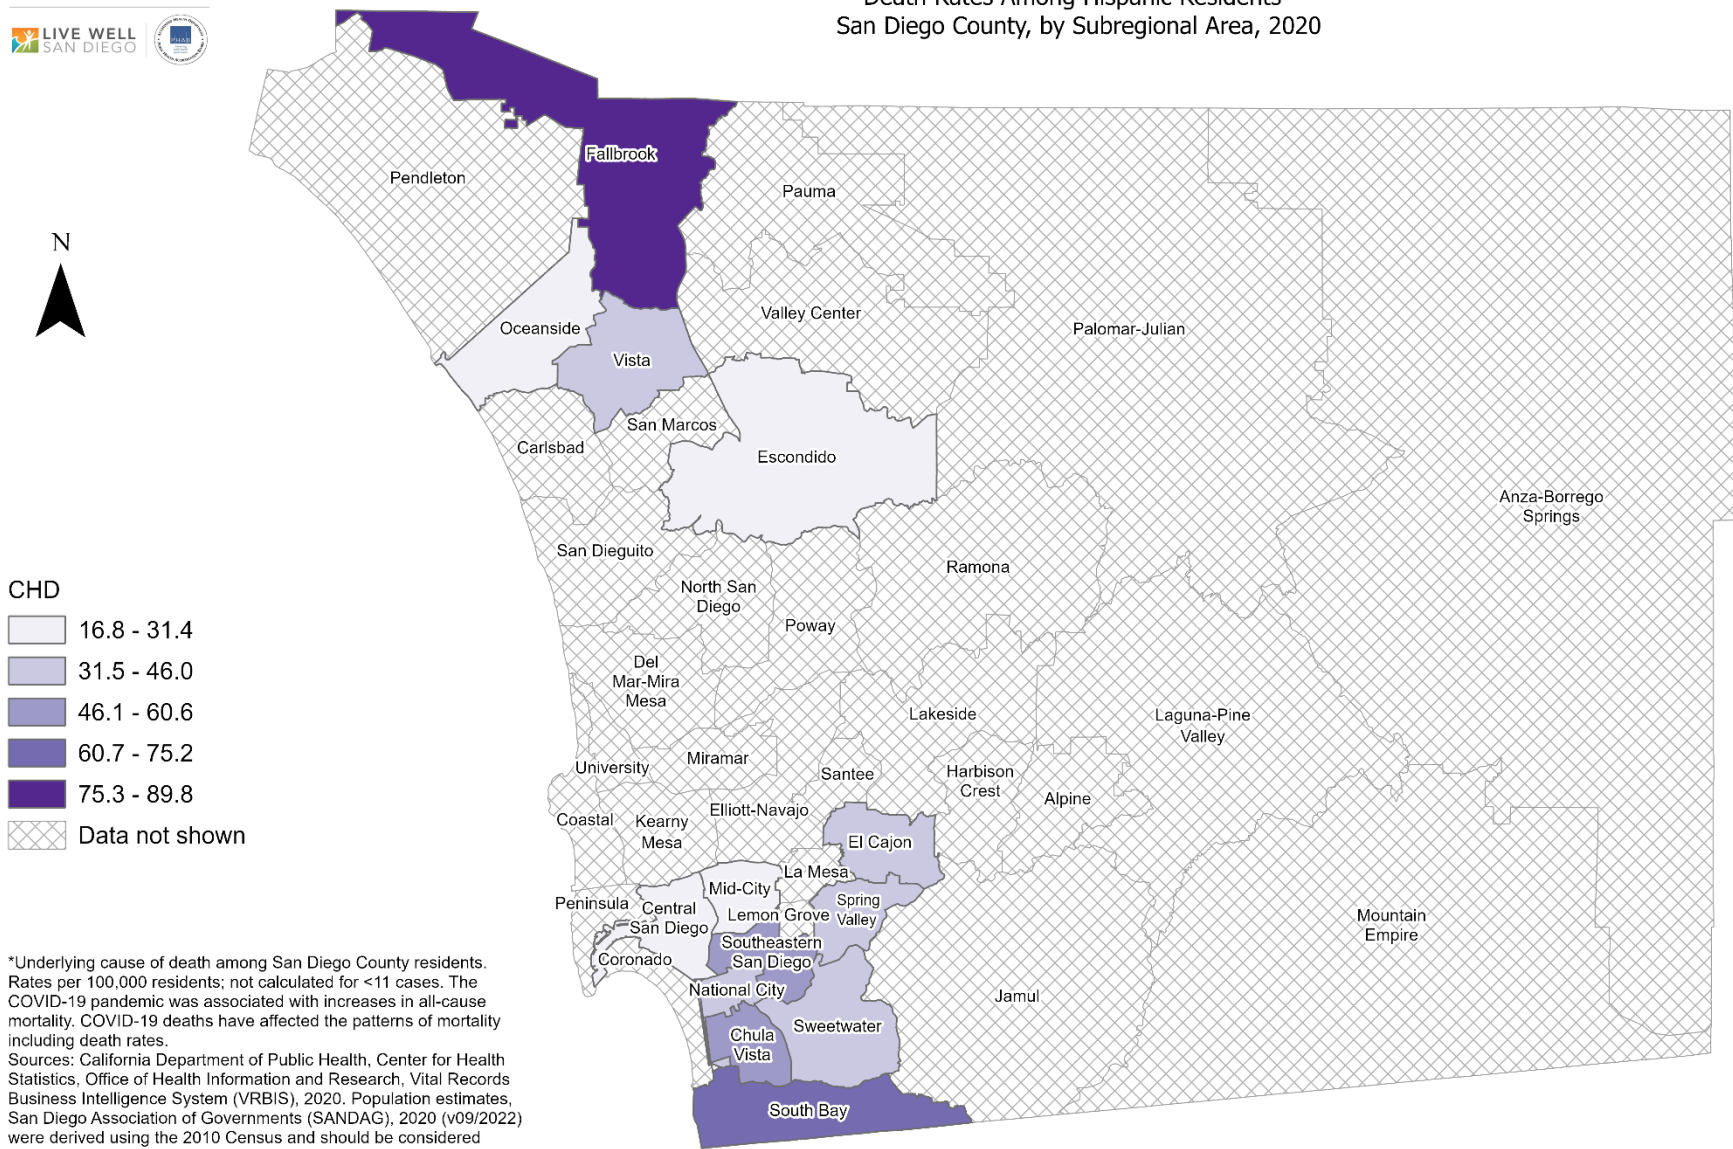 LIVE WELL
SAN DIEGO
PHAB
Death Rates Among Hispanic Residents
San Diego County, by Subregional Area, 2020
N
Fallbrook
Pendleton
Pauma
Valley Center
Palomar-Julian
Oceanside
Vista
San Marcos
Carlsbad
Escondido
Anza-Borrego
Springs
San Dieguito
Ramona
North San
Diego
Poway
Del
Mar-Mira
Mesa
Lakeside
Laguna-Pine
Valley
University
Miramar
Santee
Harbison
Crest
Alpine
Coastal
Kearny
Mesa
Elliott-Navajo
El Cajon
La Mesa
Mid-City
Peninsula
Central
San Diego
Lemon Grove
Spring
Valley
Mountain
Empire
Southeastern
San Diego
Coronado
National City
Jamul
Chula
Vista
Sweetwater
South Bay
CHD
16.8 - 31.4
31.5 - 46.0
46.1 - 60.6
60.7 - 75.2
75.3 - 89.8
Data not shown
*Underlying cause of death among San Diego County residents.
Rates per 100,000 residents; not calculated for <11 cases. The
COVID-19 pandemic was associated with increases in all-cause
mortality. COVID-19 deaths have affected the patterns of mortality
including death rates.
Sources: California Department of Public Health, Center for Health
Statistics, Office of Health Information and Research, Vital Records
Business Intelligence System (VRBIS), 2020. Population estimates,
San Diego Association of Governments (SANDAG), 2020 (v09/2022)
were derived using the 2010 Census and should be considered